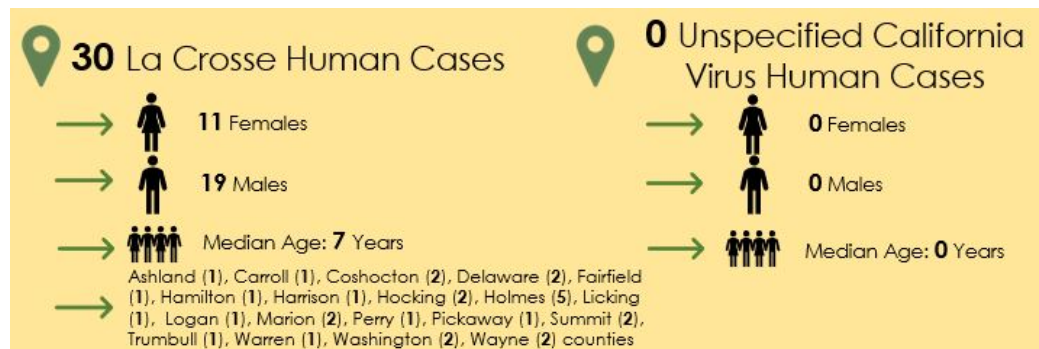 30 La Crosse Human Cases
11 Females
19 Males
Median Age: 7 Years
Ashland (1), Carroll (1), Coshocton (2), Delaware (2), Fairfield
(1), Hamilton (1), Harrison (1), Hocking (2), Holmes (5), Licking
(1), Logan (1), Marion (2), Perry (1), Pickaway (1), Summit (2),
Trumbull (1), Warren (1), Washington (2), Wayne (2) counties
0 Unspecified California
Virus Human Cases
0 Females
0 Males
Median Age: 0 Years